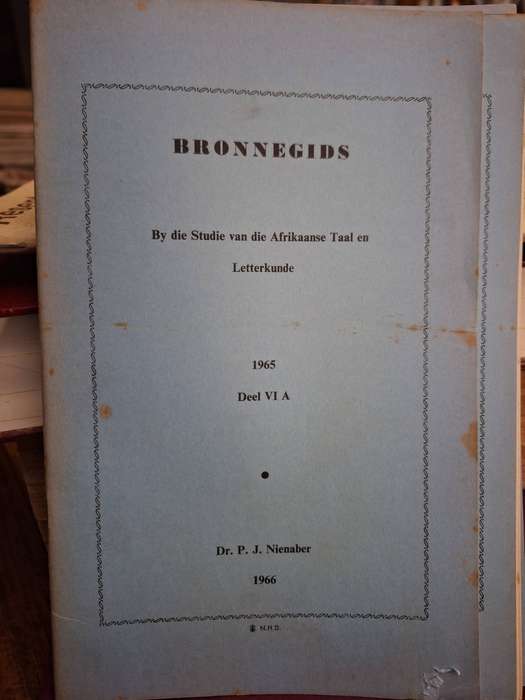 BRONNEGIDS
By die Studie van die Afrikaanse Taal en
Letterkunde
1965
Deel VI A
Dr. P. J. Nienaber
1966
N.H.D.